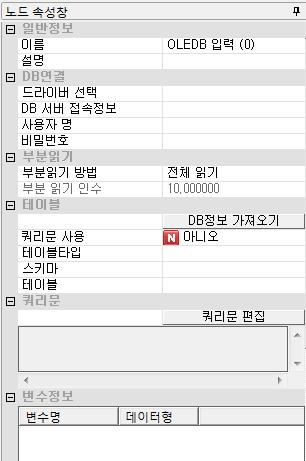 노드 속성창
일반정보
이름 OLEDB 입력 (0)
설명
DB연결
드라이버 선택
DB 서버 접속정보
사용자 명
비밀번호
부분읽기
부분읽기 방법 전체 읽기
부분 읽기 인수 10,000000
테이블
DB정보 가져오기
쿼리문 사용 N 아니오
테이블타입
스키마
테이블
쿼리문
쿼리문 편집
변수정보
변수명 데이터형